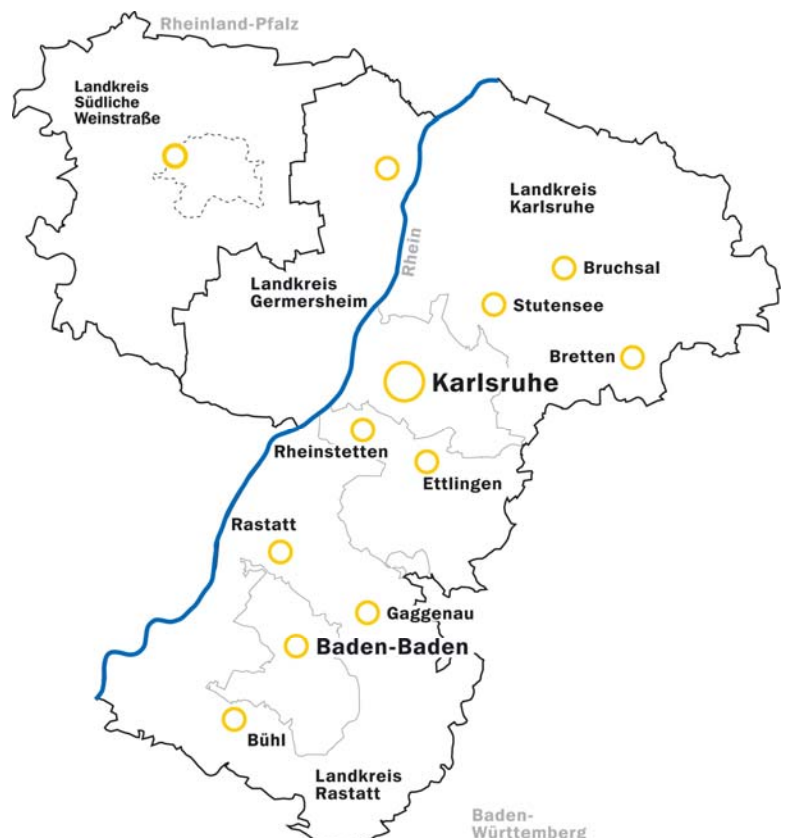 Rheinland-Pfalz
Landkreis
Südliche
Weinstraße
Landkreis
Karlsruhe
Rhein
Bruchsal
Landkreis
Germersheim
Stutensee
Bretten
Karlsruhe
Rheinstetten
Ettlingen
Rastatt
Gaggenau
Baden-Baden
Bühl
Landkreis
Rastatt
Baden-
Württemberg